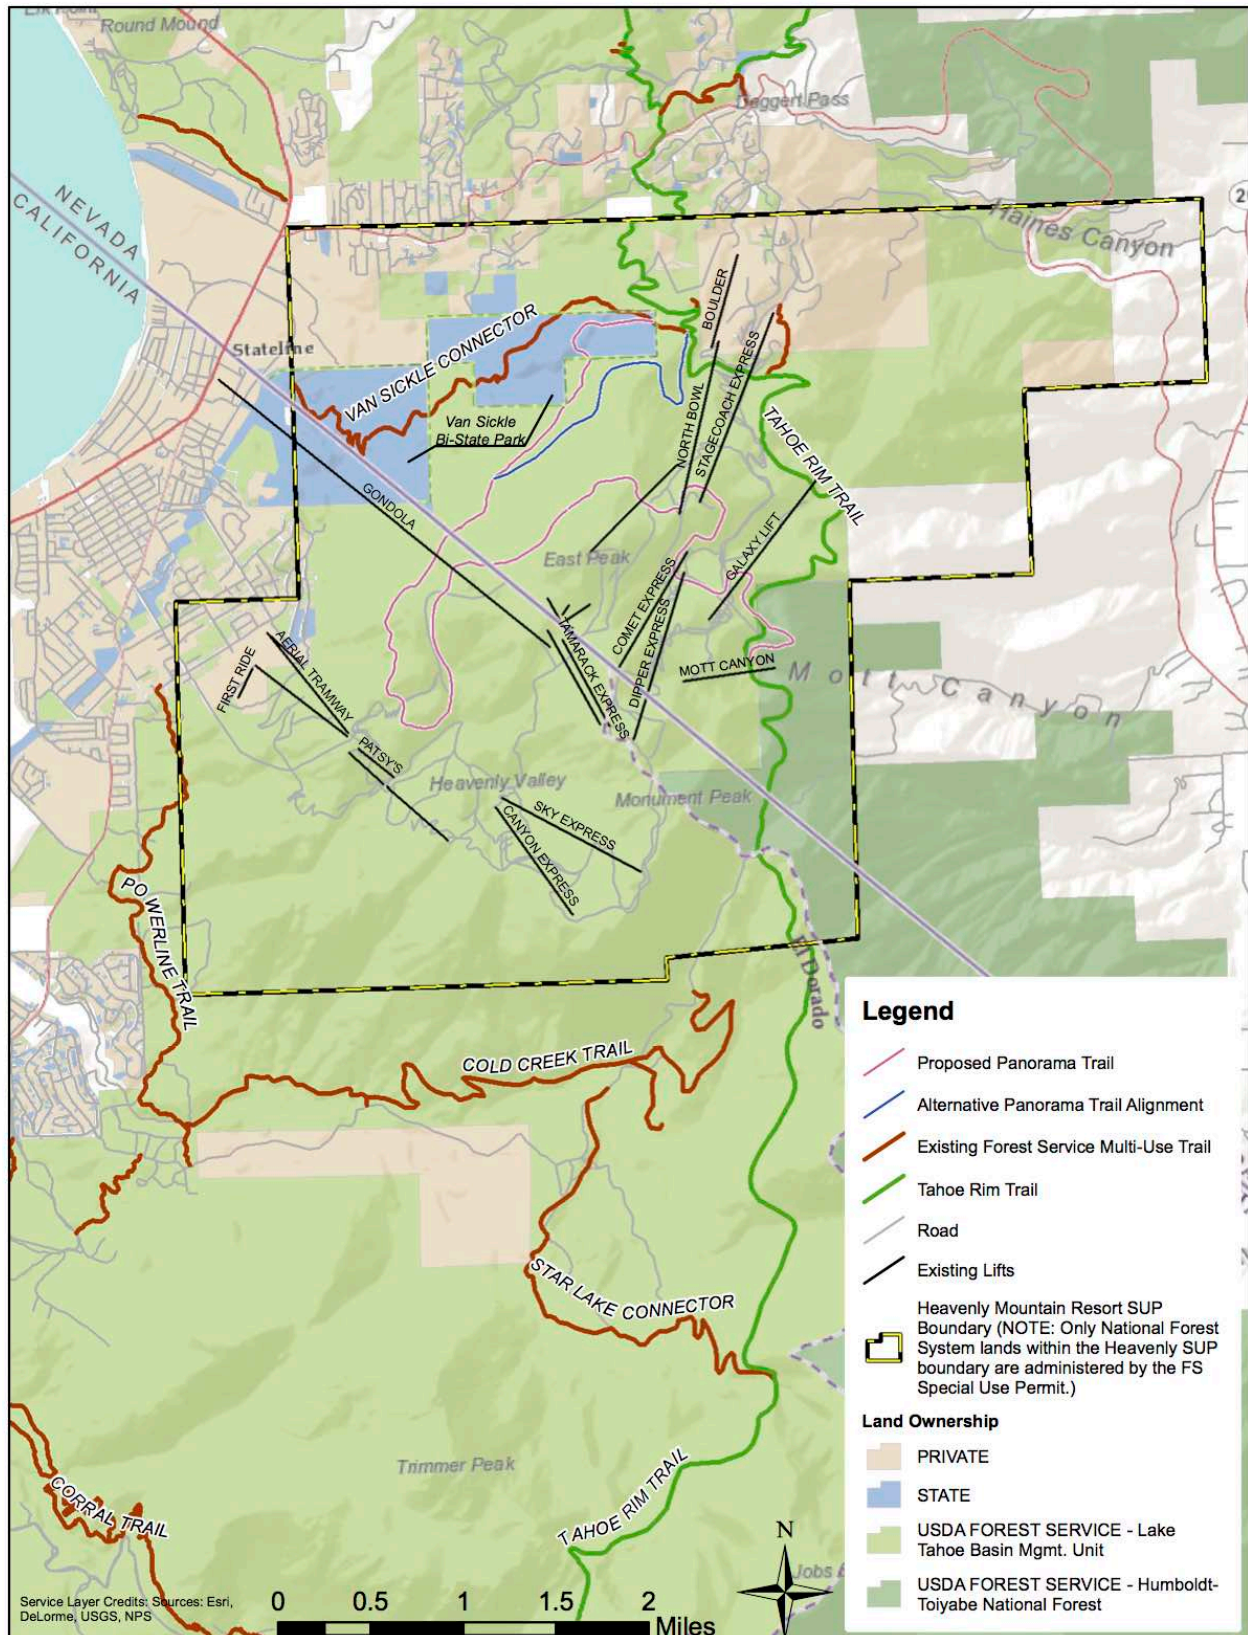 Round Mound
Daggert Pass
NEVADA
CALIFORNIA
2
Haines Canyon
BOULDER
VAN SICKLE CONNECTOR
Stateline
Van Sickle
Bi-State Park
NORTH BOWL
STAGECOACH EXPRESS
TAHOE RIM TRAIL
GONDOLA
East Peak
GALAXY LIFT
COMET EXPRESS
TAMARACK EXPRESS
DIPPER EXPRESS
MOTT CANYON
Mott Canyon
AERIAL TRAMWAY
FIRST RIDE
PATSY'S
Heavenly Valley
Monument Peak
SKY EXPRESS
CANYON EXPRESS
POWERLINE TRAIL
El Dorado
COLD CREEK TRAIL
STAR LAKE CONNECTOR
Trimmer Peak
CORRAL TRAIL
TAHOE RIM TRAIL
Jobs
N
Service Layer Credits: Sources: Esri,
DeLorme, USGS, NPS
0 0.5 1 2
Miles
Legend
Proposed Panorama Trail
Alternative Panorama Trail Alignment
Existing Forest Service Multi-Use Trail
Tahoe Rim Trail
Road
Existing Lifts
Heavenly Mountain Resort SUP
Boundary (NOTE: Only National Forest
System lands within the Heavenly SUP
boundary are administered by the FS
Special Use Permit.)
Land Ownership
PRIVATE
STATE
USDA FOREST SERVICE - Lake
Tahoe Basin Mgmt. Unit
USDA FOREST SERVICE - Humboldt-
Toiyabe National Forest